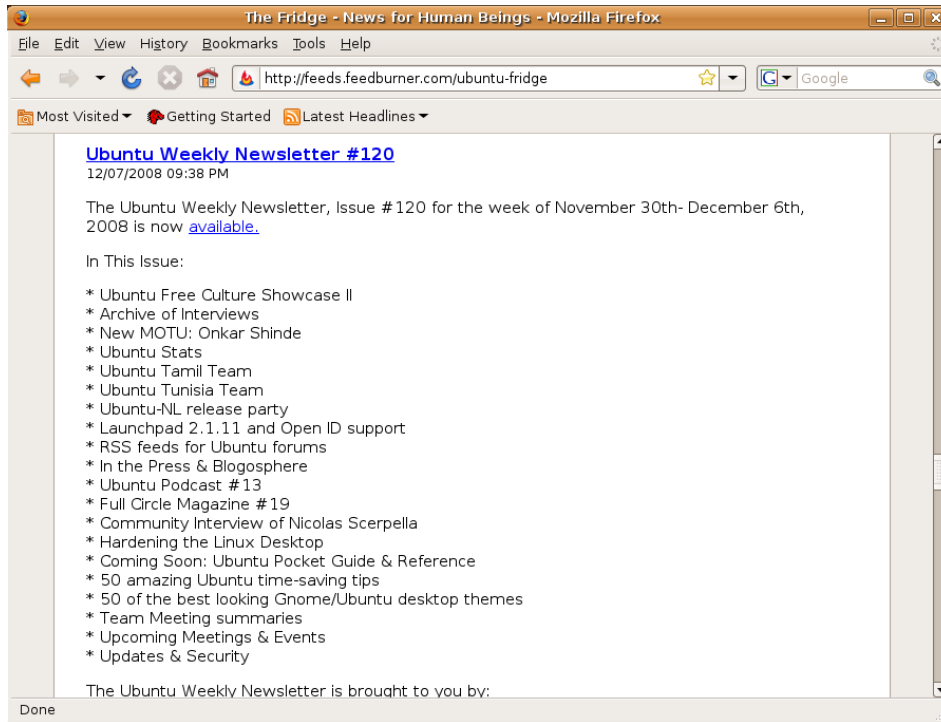 The Fridge - News for Human Beings - Mozilla Firefox
File Edit View History Bookmarks Tools Help
http://feeds.feedburner.com/ubuntu-fridge
G Google
Most Visited Getting Started Latest Headlines
Ubuntu Weekly Newsletter #120
12/07/2008 09:38 PM
The Ubuntu Weekly Newsletter, Issue #120 for the week of November 30th- December 6th,
2008 is now available.
In This Issue:
* Ubuntu Free Culture Showcase II
* Archive of Interviews
* New MOTU: Onkar Shinde
* Ubuntu Stats
* Ubuntu Tamil Team
* Ubuntu Tunisia Team
* Ubuntu-NL release party
* Launchpad 2.1.11 and Open ID support
* RSS feeds for Ubuntu forums
* In the Press & Blogosphere
* Ubuntu Podcast #13
* Full Circle Magazine #19
* Community Interview of Nicolas Scerpella
* Hardening the Linux Desktop
* Coming Soon: Ubuntu Pocket Guide & Reference
* 50 amazing Ubuntu time-saving tips
* 50 of the best looking Gnome/Ubuntu desktop themes
* Team Meeting summaries
* Upcoming Meetings & Events
* Updates & Security
The Ubuntu Weekly Newsletter is brought to you by:
Done